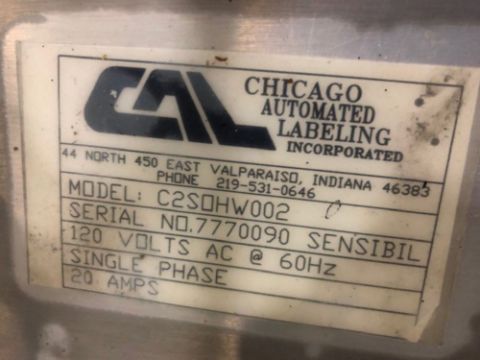 CAL
CHICAGO
AUTOMATED
LABELING
INCORPORATED
44 NORTH 450 EAST VALPARAISO, INDIANA 46383
PHONE 219-531-0646
MODEL: C2SOHW002
SERIAL NO.7770090 SENSIBIL
120 VOLTS AC @ 60Hz
SINGLE PHASE
20 AMPS